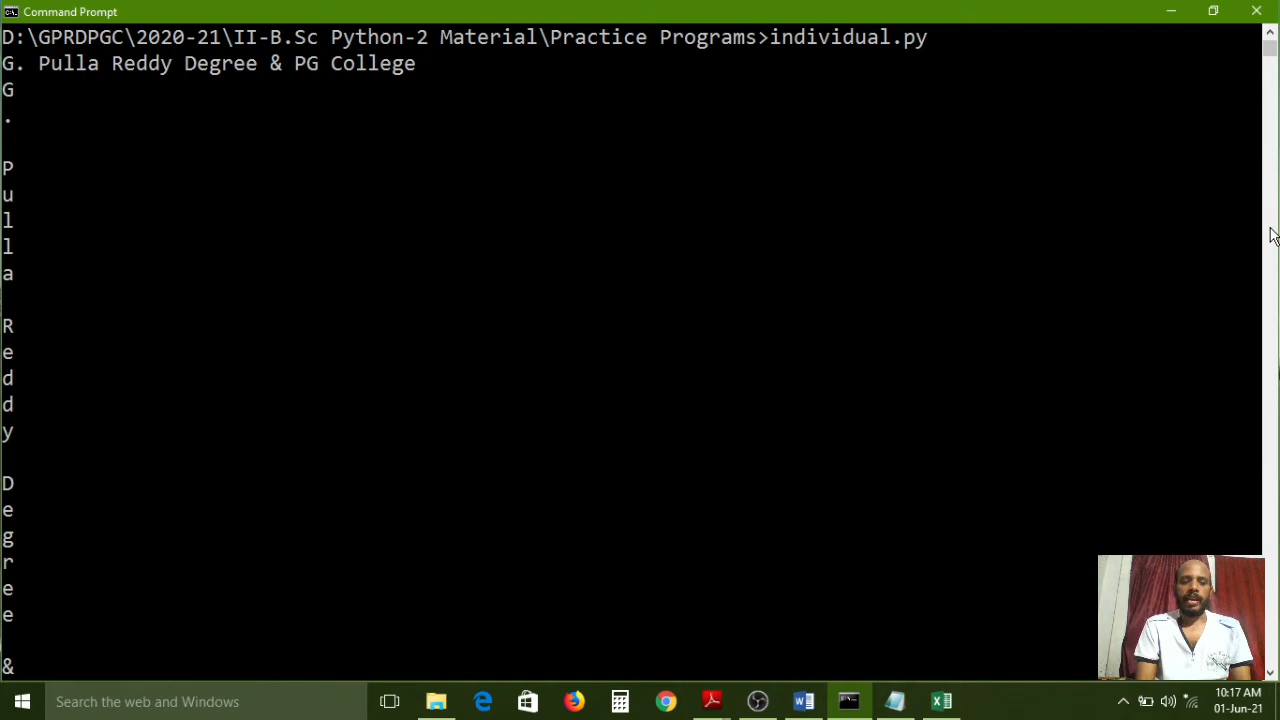 Command Prompt
D:\GPRDPGC\2020-21\II-B.Sc Python-2 Material\Practice Programs>individual.py
G. Pulla Reddy Degree & PG College
G
.
P
u
l
l
a
R
e
d
d
y
D
e
g
r
e
e
&
Search the web and Windows
10:17 AM
01-Jun-21